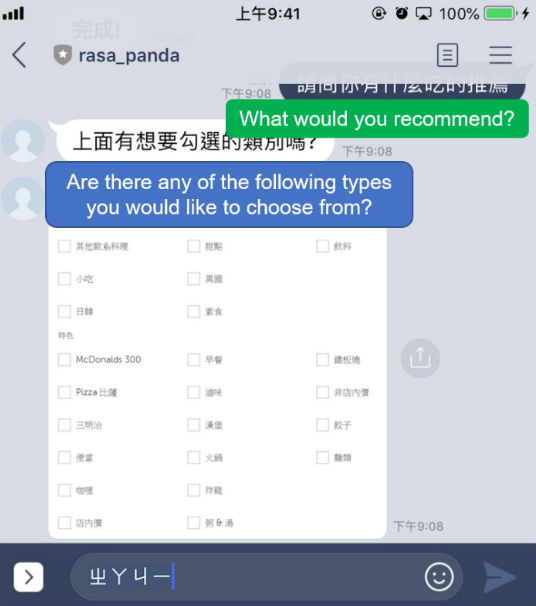 上午9:41
100%
完成!
rasa_panda
請問你有什麼吃的推薦
下午9:08
What would you recommend?
上面有想要勾選的類別嗎?
下午9:08
Are there any of the following types
you would like to choose from?
其他歐系料理 甜點 飲料
小吃 異國
日韓 素食
特色
McDonalds 300 早餐 鐵板燒
Pizza 比薩 滷味 非店內價
三明治 漢堡 餃子
便當 火鍋 麵類
咖哩 炸雞
店內價 粥 & 湯
下午9:08
ㄓㄚㄐㄧ